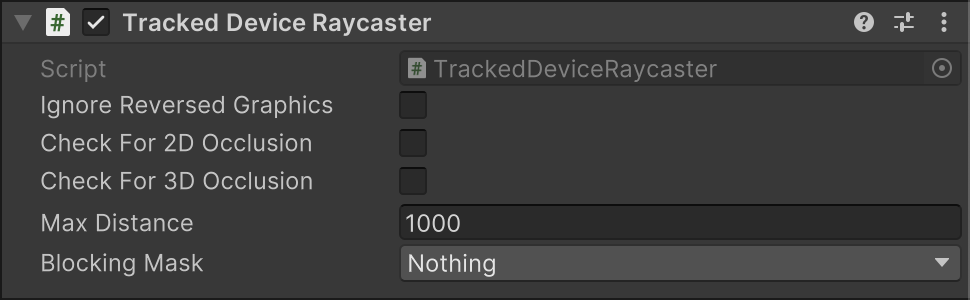 Tracked Device Raycaster
Script TrackedDeviceRaycaster
Ignore Reversed Graphics
Check For 2D Occlusion
Check For 3D Occlusion
Max Distance 1000
Blocking Mask Nothing